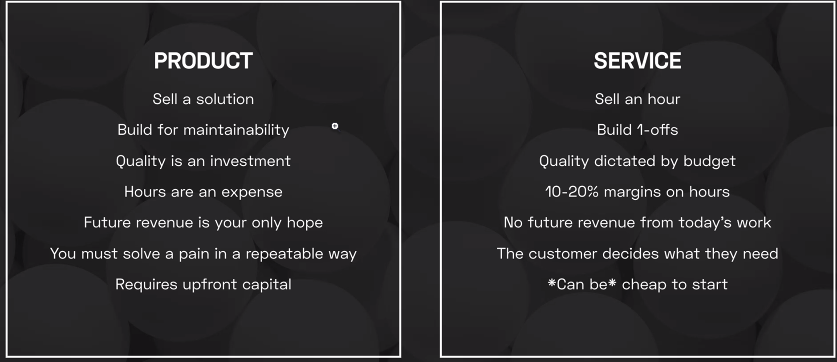 PRODUCT
Sell a solution
Build for maintainability
Quality is an investment
Hours are an expense
Future revenue is your only hope
You must solve a pain in a repeatable way
Requires upfront capital
SERVICE
Sell an hour
Build 1-offs
Quality dictated by budget
10-20% margins on hours
No future revenue from today's work
The customer decides what they need
*Can be* cheap to start